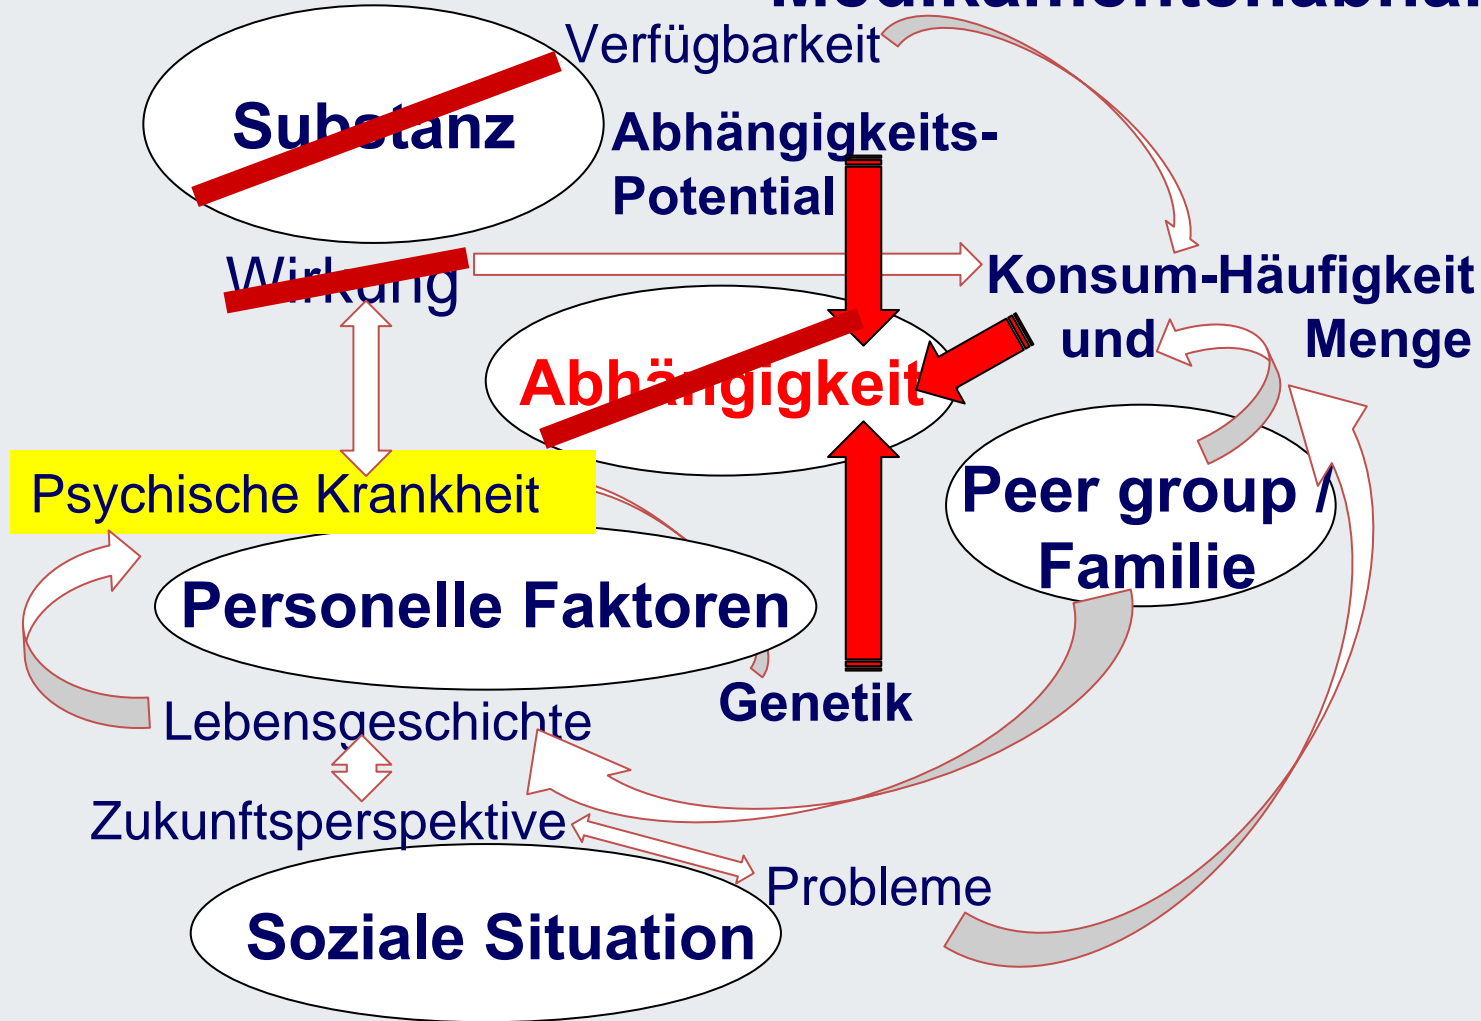 Verfügbarkeit
Substanz
Abhängigkeits-
Potential
Wirkung
Konsum-Häufigkeit
und Menge
Abhängigkeit
Psychische Krankheit
Peer group /
Familie
Personelle Faktoren
Genetik
Lebensgeschichte
Zukunftsperspektive
Probleme
Soziale Situation